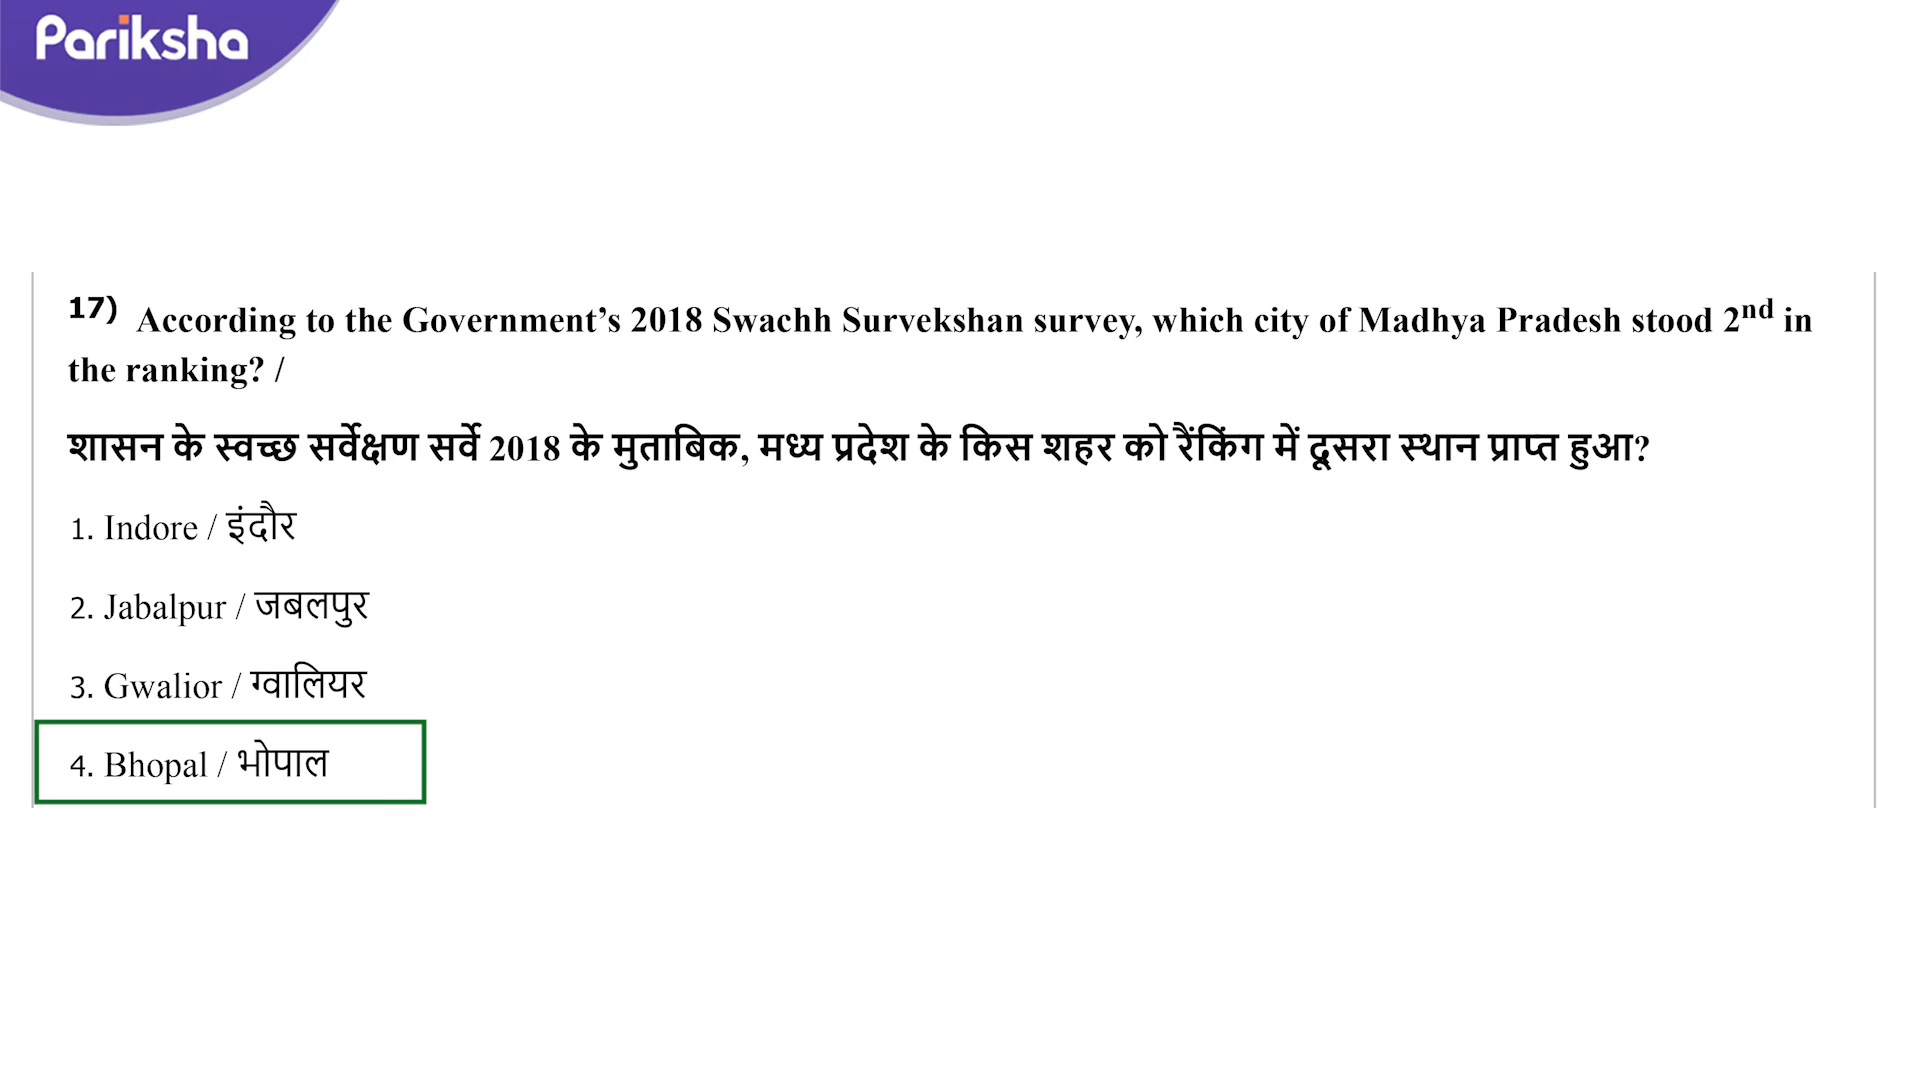 Pariksha
17) According to the Government’s 2018 Swachh Survekshan survey, which city of Madhya Pradesh stood 2nd in
the ranking? /
शासन के स्वच्छ सर्वेक्षण सर्वे 2018 के मुताबिक, मध्य प्रदेश के किस शहर को रैंकिंग में दूसरा स्थान प्राप्त हुआ?
1. Indore / इंदौर
2. Jabalpur / जबलपुर
3. Gwalior / ग्वालियर
4. Bhopal / भोपाल